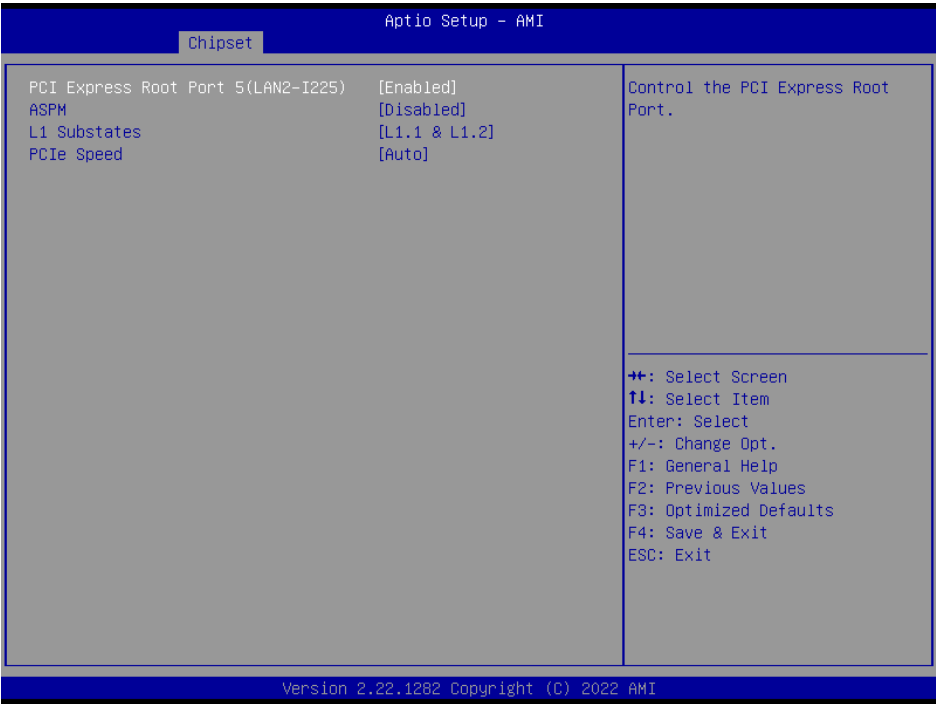 Aptio Setup – AMI
Chipset
PCI Express Root Port 5(LAN2-I225) [Enabled]
ASPM [Disabled]
L1 Substates [L1.1 & L1.2]
PCIe Speed [Auto]
Control the PCI Express Root
Port.
→←: Select Screen
↑↓: Select Item
Enter: Select
+/-: Change Opt.
F1: General Help
F2: Previous Values
F3: Optimized Defaults
F4: Save & Exit
ESC: Exit
Version 2.22.1282 Copyright (C) 2022 AMI